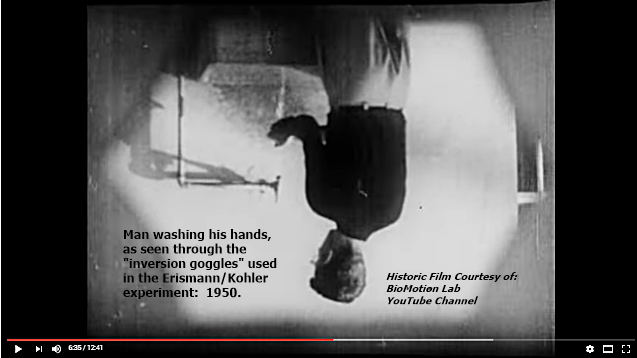 Man washing his hands,
as seen through the
"inversion goggles" used
in the Erismann/Kohler
experiment:  1950.
Historic Film Courtesy of:
BioMotion Lab
YouTube Channel
6:35 / 12:41